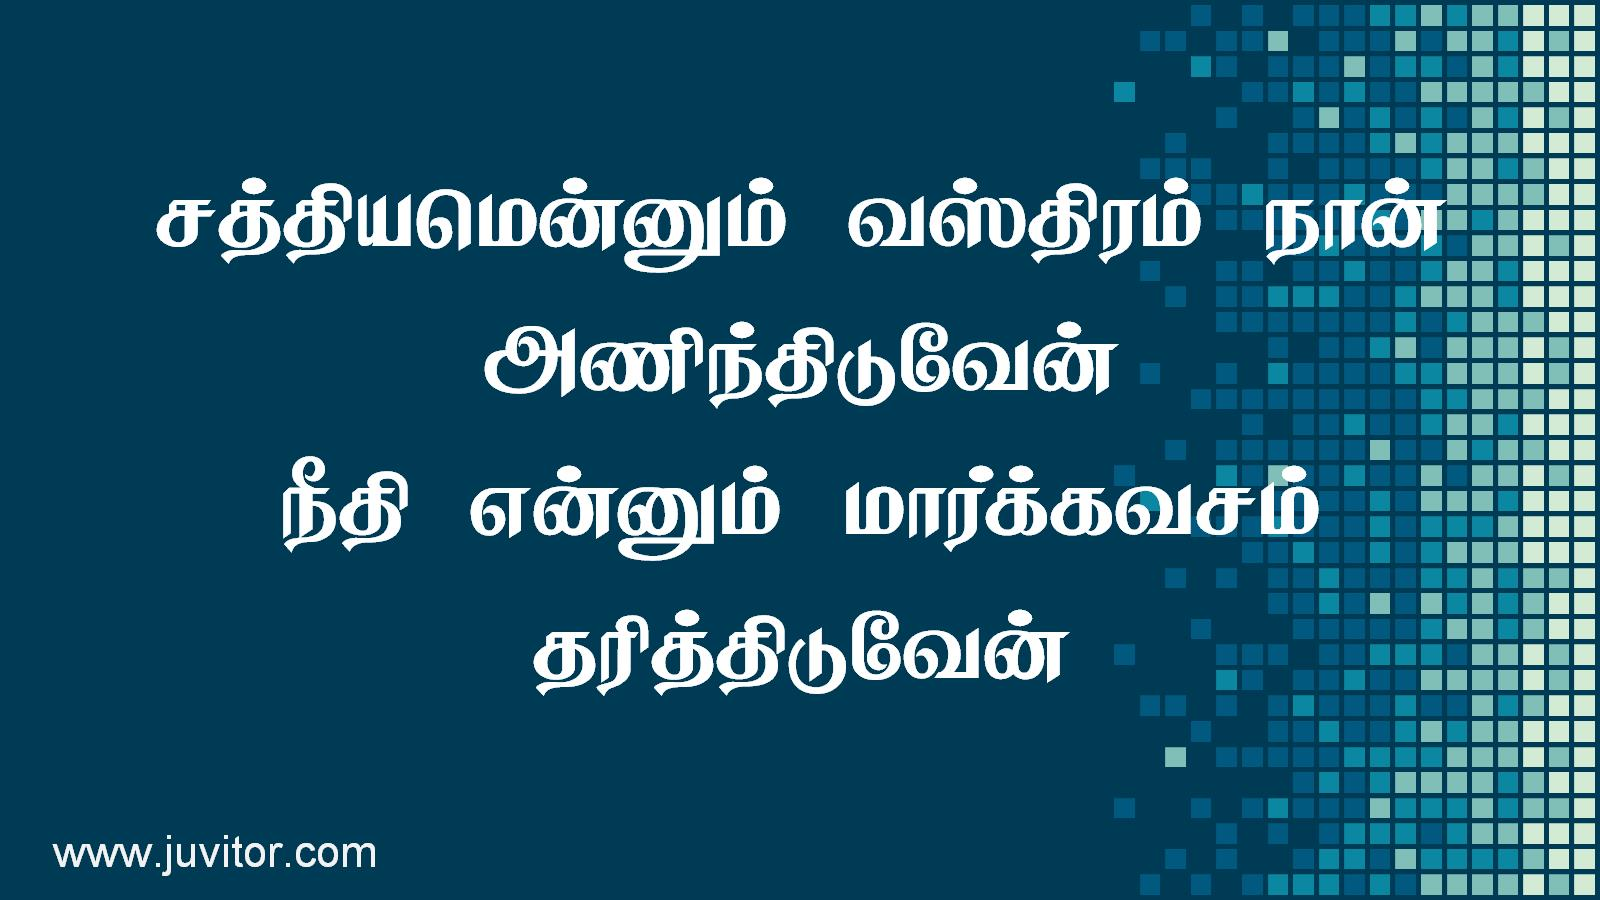 சத்தியமென்னும் வஸ்திரம் நான்
அணிந்திடுவேன்
நீதி என்னும் மார்க்கவசம்
தரித்திடுவேன்
www.juvitor.com